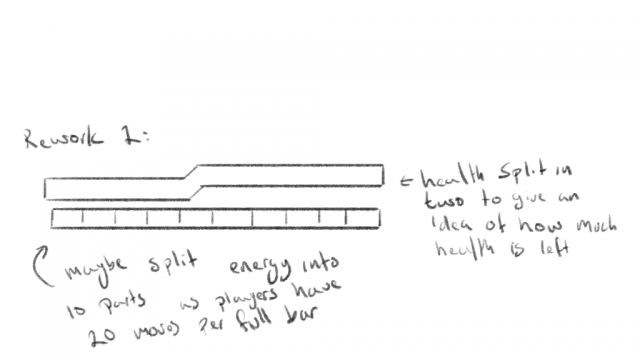 Rework 1:
← health split in
two to give an
idea of how much
health is left
maybe split energy into
10 parts as players have
20 moves per full bar